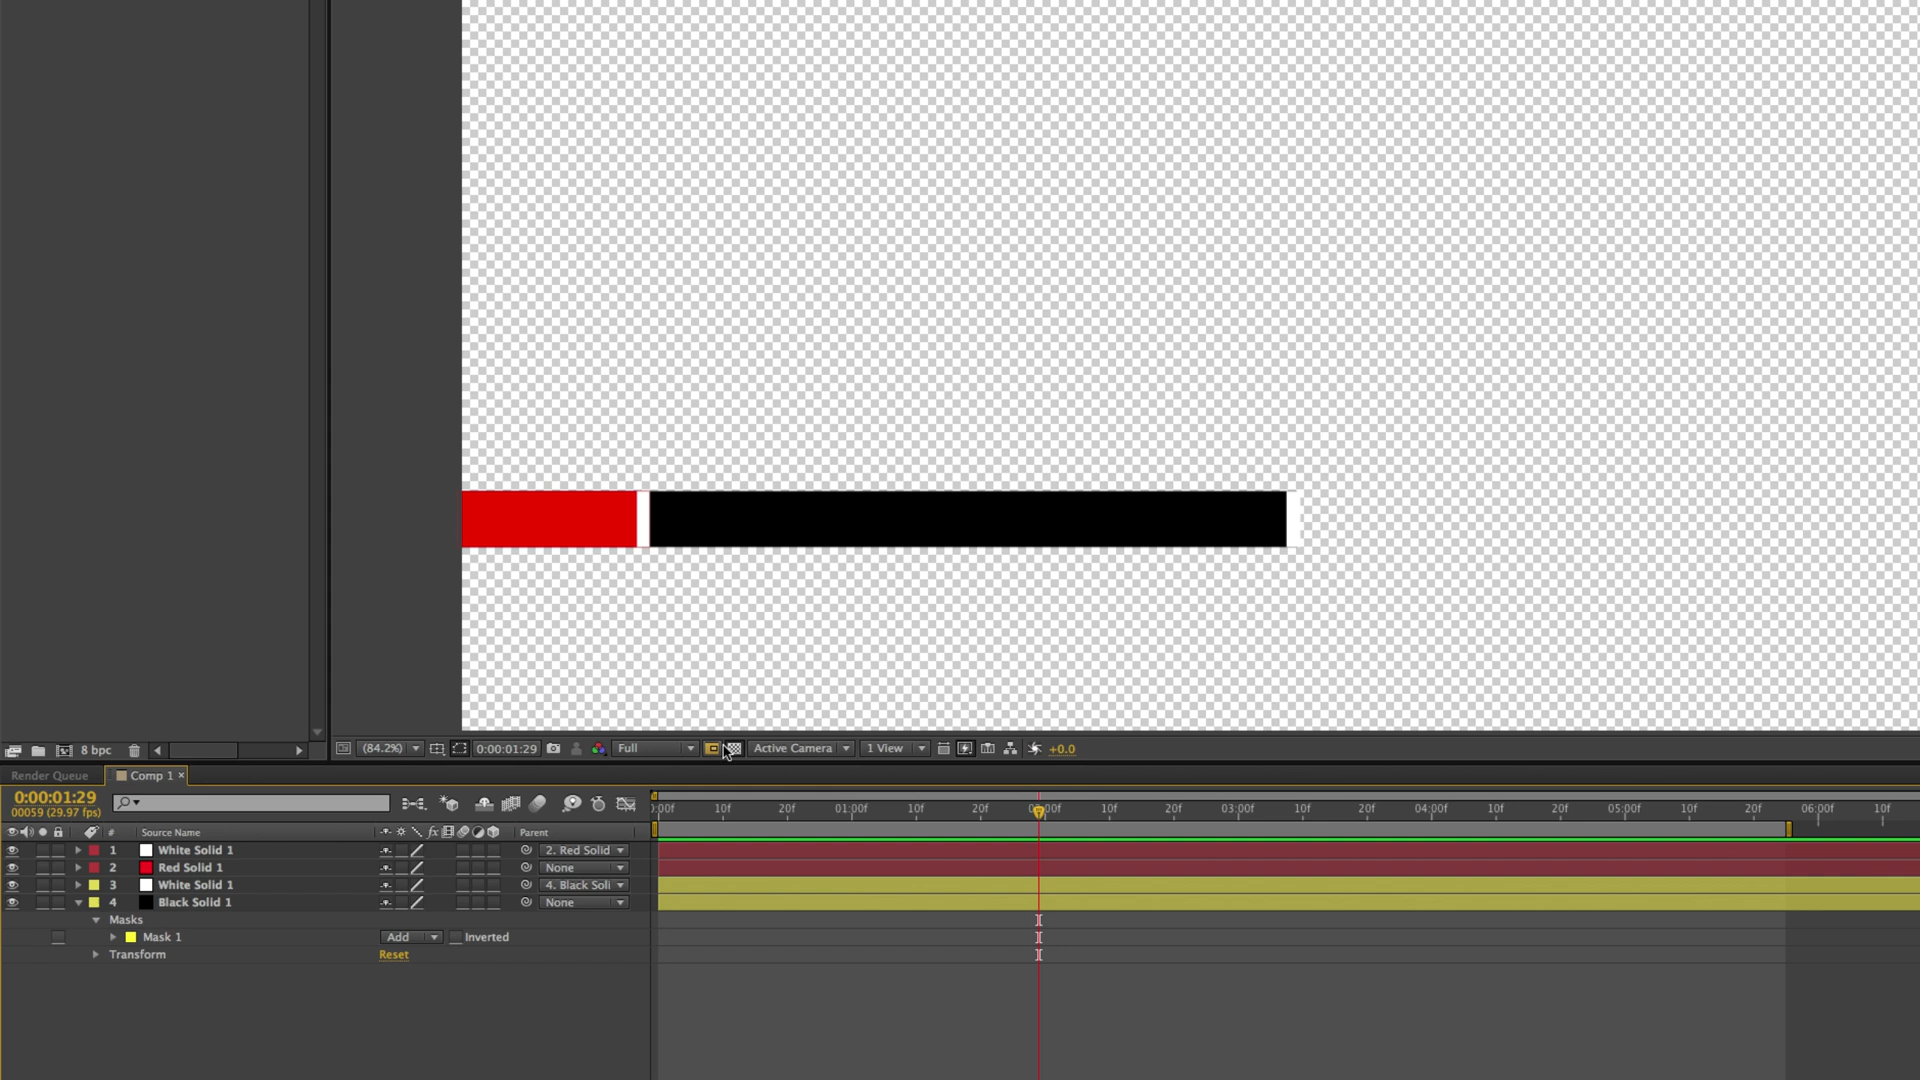 8 bpc (84.2%) 0:00:01:29 Full Active Camera 1 View +0.0
Render Queue Comp 1 ×
0:00:01:29
00059 (29.97 fps)
0:00f 10f 20f 01:00f 10f 20f 03:00f 10f 20f 04:00f 10f 20f 05:00f 10f 20f 06:00f 10f
# Source Name fx Parent
1 White Solid 1 2. Red Solid
2 Red Solid 1 None
3 White Solid 1 4. Black Soli
4 Black Solid 1 None
Masks
Mask 1 Add Inverted
Transform Reset